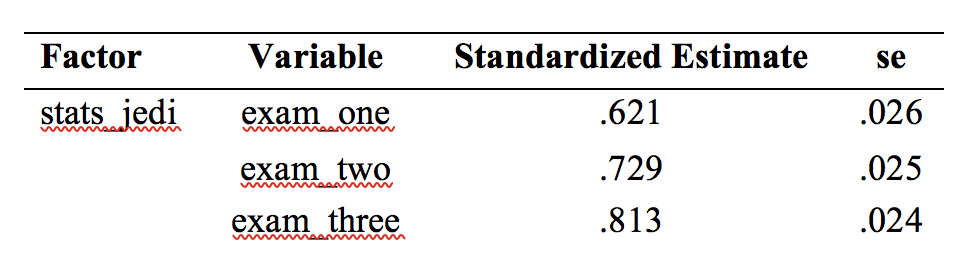 Factor Variable Standardized Estimate se
stats_jedi exam_one .621 .026
exam_two .729 .025
exam_three .813 .024